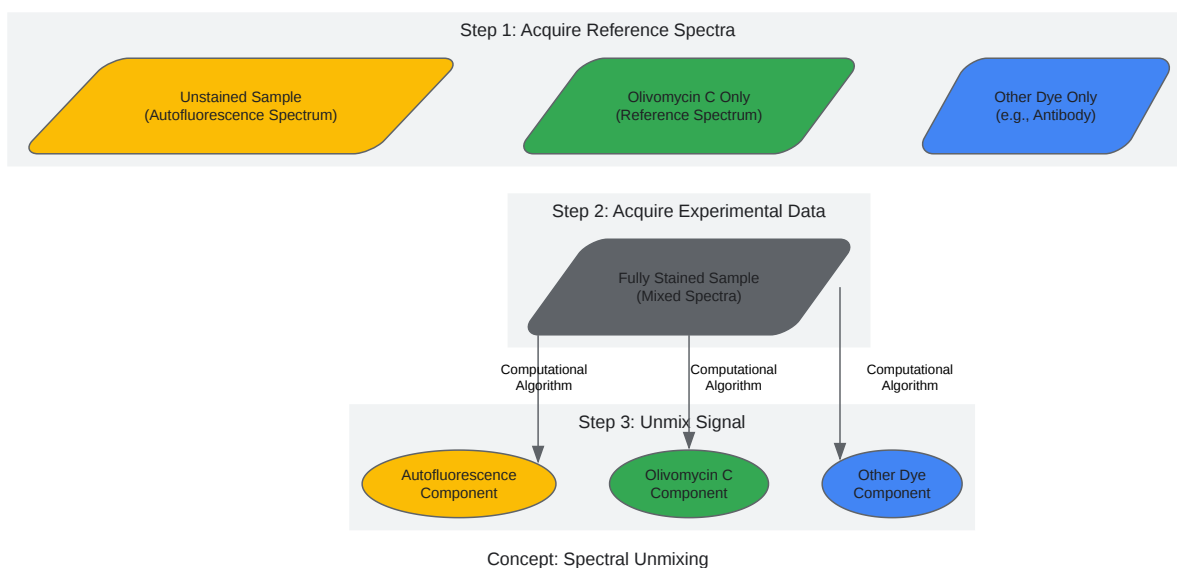 Step 1: Acquire Reference Spectra
Unstained Sample
(Autofluorescence Spectrum)
Olivomycin C Only
(Reference Spectrum)
Other Dye Only
(e.g., Antibody)
Step 2: Acquire Experimental Data
Fully Stained Sample
(Mixed Spectra)
Computational
Algorithm
Computational
Algorithm
Computational
Algorithm
Step 3: Unmix Signal
Autofluorescence
Component
Olivomycin C
Component
Other Dye
Component
Concept: Spectral Unmixing